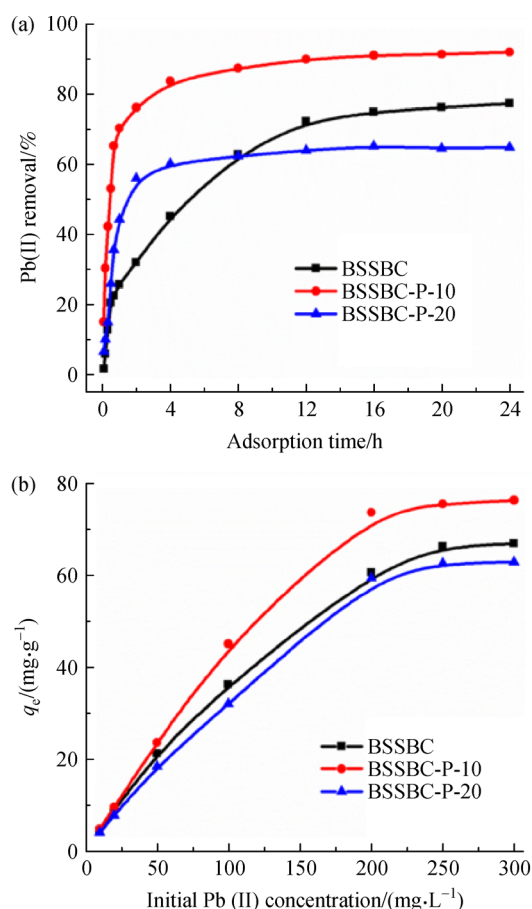 (a)
100
80
60
40
20
0
Pb(II) removal/%
BSSBC
BSSBC-P-10
BSSBC-P-20
0 4 8 12 16 20 24
Adsorption time/h
(b)
80
60
40
20
0
qe/(mg·g−1)
BSSBC
BSSBC-P-10
BSSBC-P-20
0 50 100 150 200 250 300
Initial Pb (II) concentration/(mg·L−1)